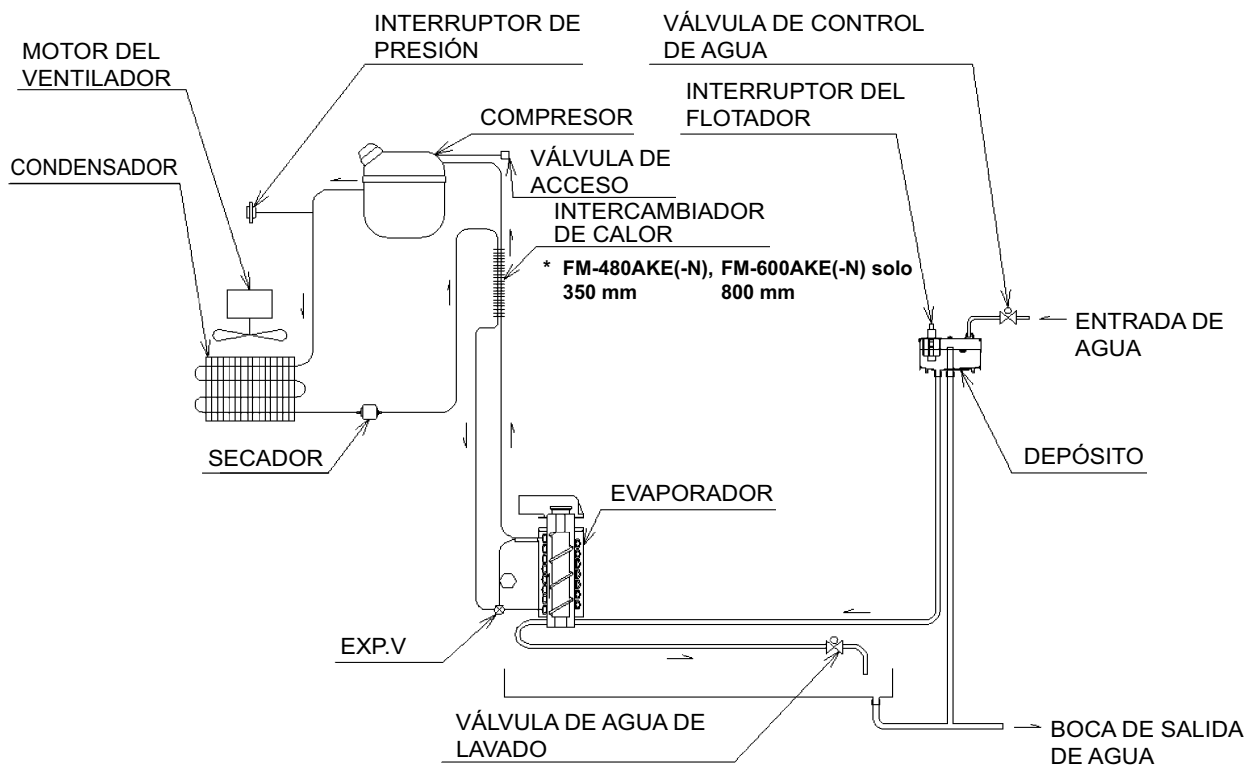 INTERRUPTOR DE
PRESIÓN
VÁLVULA DE CONTROL
DE AGUA
MOTOR DEL
VENTILADOR
INTERRUPTOR DEL
FLOTADOR
COMPRESOR
CONDENSADOR
VÁLVULA DE
ACCESO
INTERCAMBIADOR
DE CALOR
* FM-480AKE(-N), FM-600AKE(-N) solo
350 mm 800 mm
ENTRADA DE
AGUA
SECADOR
DEPÓSITO
EVAPORADOR
EXP.V
VÁLVULA DE AGUA DE
LAVADO
BOCA DE SALIDA
DE AGUA